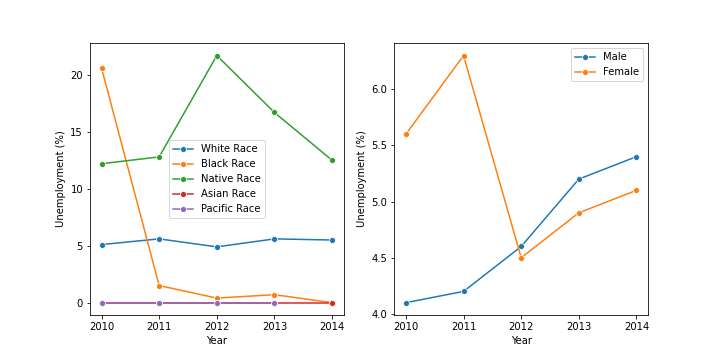 20
15
10
5
0
Unemployment (%)
2010 2011 2012 2013 2014
Year
White Race
Black Race
Native Race
Asian Race
Pacific Race
6.0
5.5
5.0
4.5
4.0
Unemployment (%)
2010 2011 2012 2013 2014
Year
Male
Female